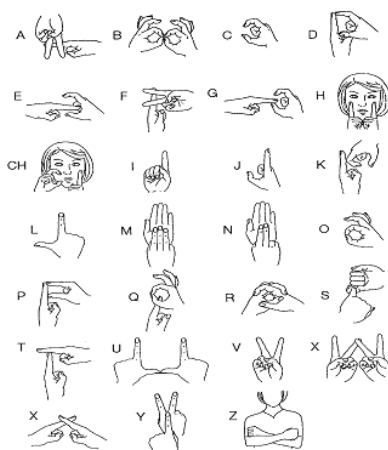 A B C D
E F G H
CH I J K
L M N O
P Q R S
T U V X
X Y Z